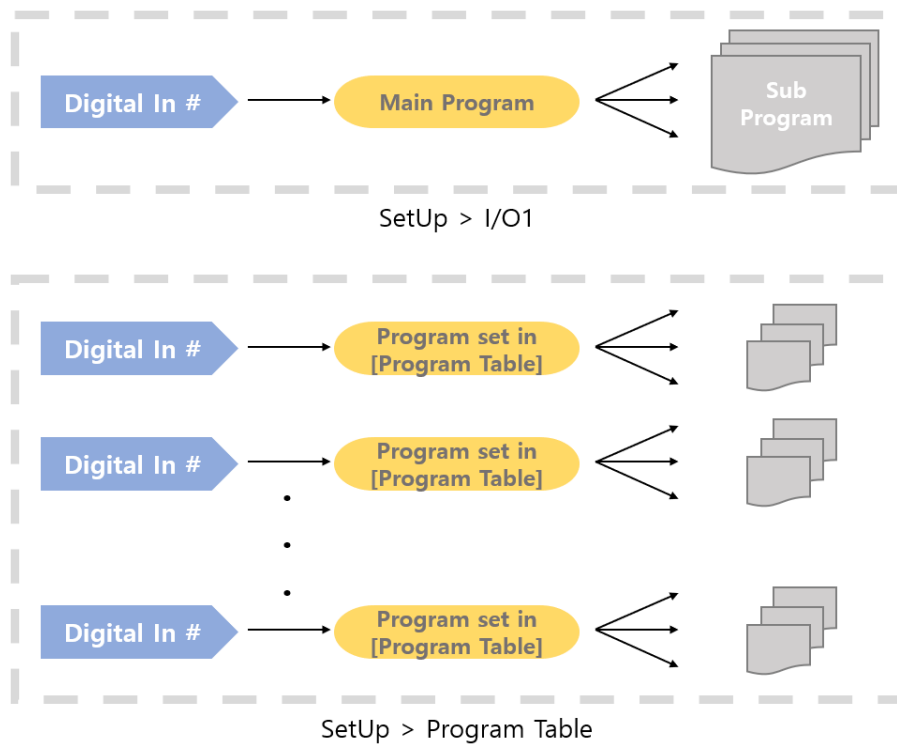 Digital In #
Main Program
Sub
Program
SetUp > I/O1
Digital In #
Program set in
[Program Table]
Digital In #
Program set in
[Program Table]
Digital In #
Program set in
[Program Table]
SetUp > Program Table